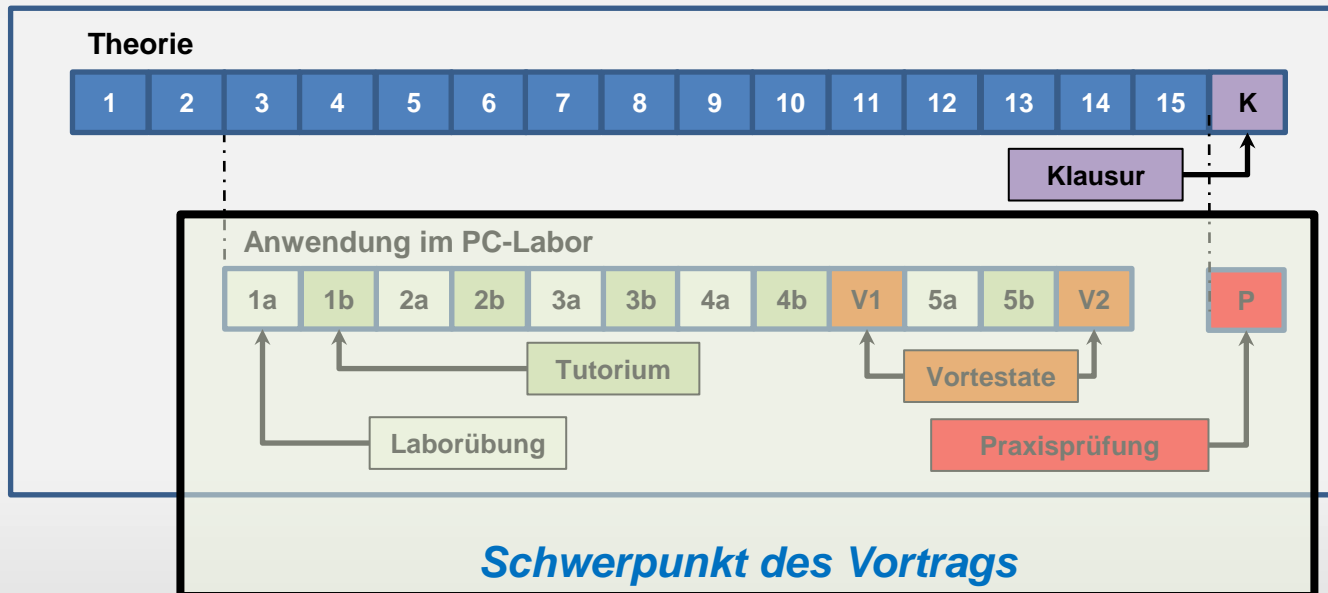 Theorie
1 2 3 4 5 6 7 8 9 10 11 12 13 14 15 K
Klausur
Anwendung im PC-Labor
1a 1b 2a 2b 3a 3b 4a 4b V1 5a 5b V2 P
Tutorium
Vortestate
Laborübung
Praxisprüfung
Schwerpunkt des Vortrags